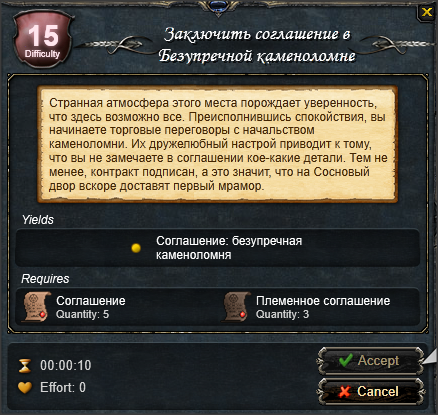 15
Difficulty
Заключить соглашение в
Безупречной каменоломне
Странная атмосфера этого места порождает уверенность,
что здесь возможно все. Преисполнившись спокойствия, вы
начинаете торговые переговоры с начальством
каменоломни. Их дружелюбный настрой приводит к тому,
что вы не замечаете в соглашении кое-какие детали. Тем не
менее, контракт подписан, а это значит, что на Сосновый
двор вскоре доставят первый мрамор.
Yields
Соглашение: безупречная
каменоломня
Requires
Соглашение
Quantity: 5
Племенное соглашение
Quantity: 3
00:00:10
Accept
Effort: 0
Cancel